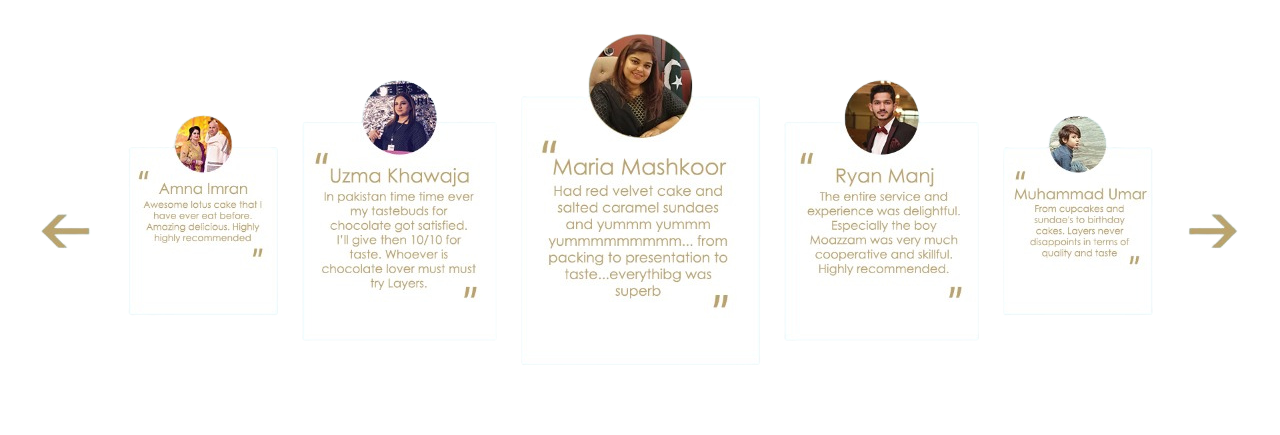 "
Amna Imran
Awesome lotus cake that I
have ever eat before.
Amazing delicious. Highly
highly recommended
"
"
Uzma Khawaja
In pakistan time time ever
my tastebuds for
chocolate got satisfied.
I'll give then 10/10 for
taste. Whoever is
chocolate lover must must
try Layers.
"
"
Maria Mashkoor
Had red velvet cake and
salted caramel sundaes
and yummm yummm
yummmmmmmmm... from
packing to presentation to
taste...everythibg was
superb
"
"
Ryan Manj
The entire service and
experience was delightful.
Especially the boy
Moazzam was very much
cooperative and skillful.
Highly recommended.
"
"
Muhammad Umar
From cupcakes and
sundae's to birthday
cakes. Layers never
disappoints in terms of
quality and taste
"